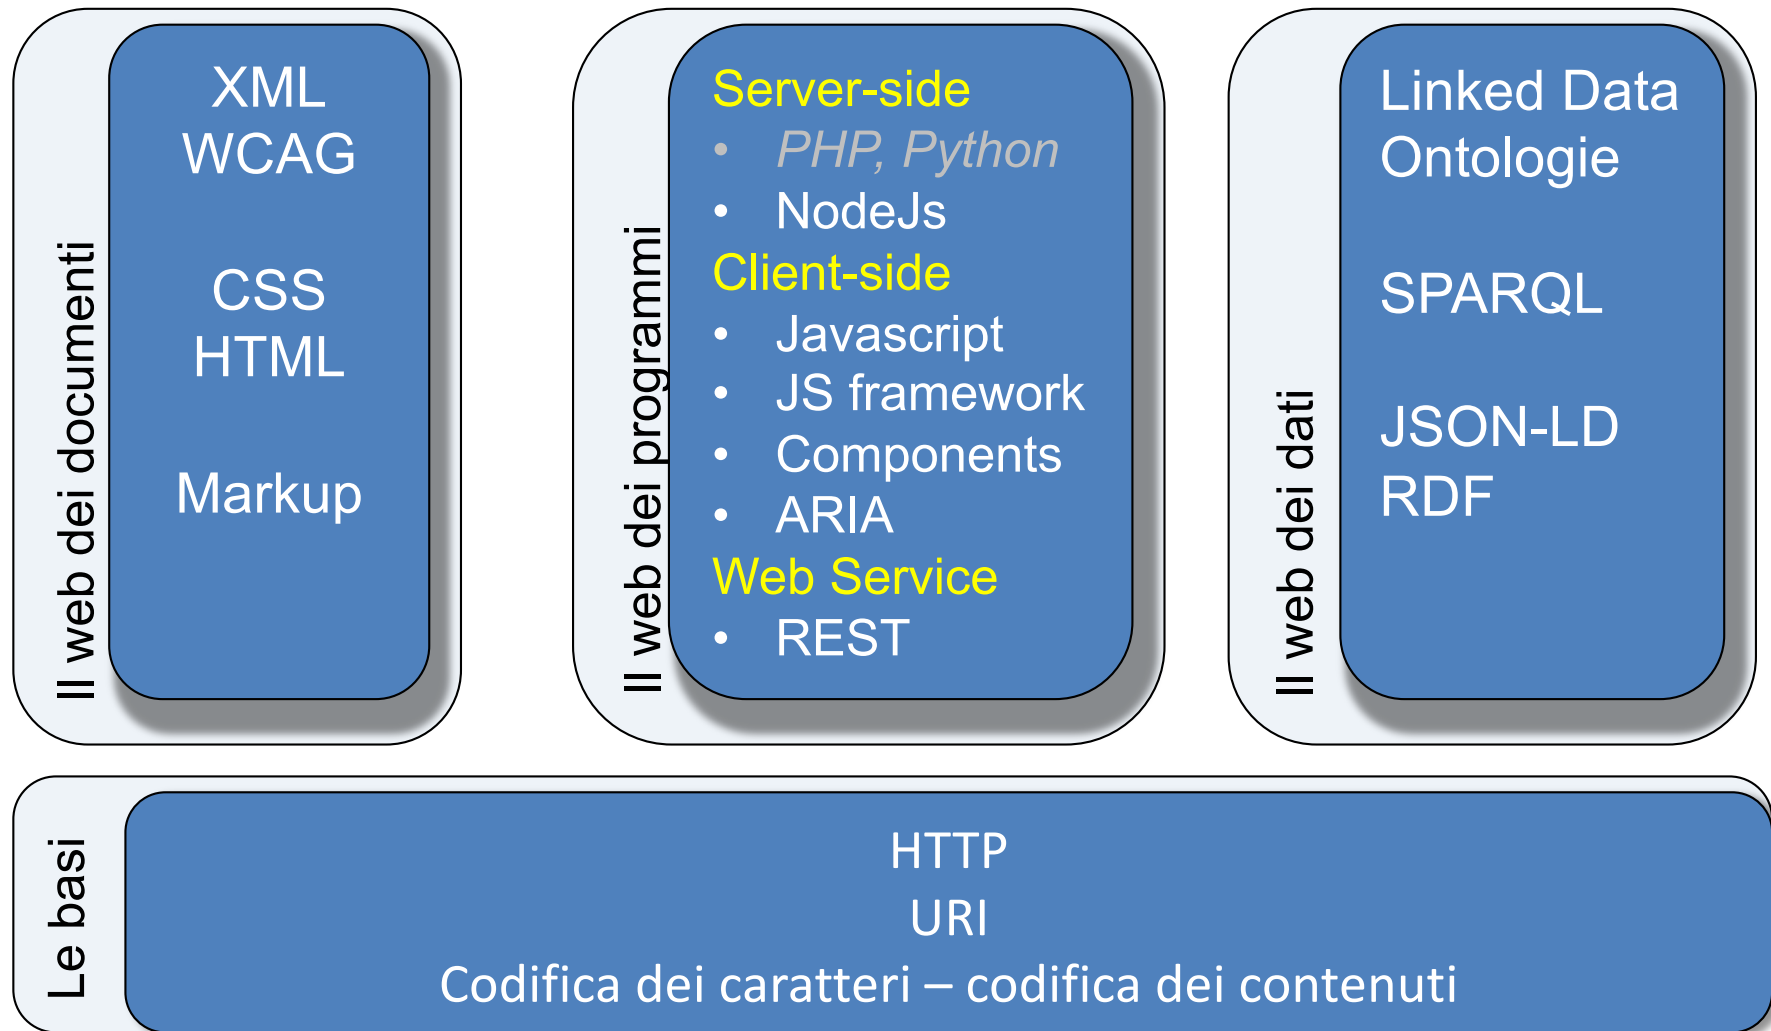 Il web dei documenti
XML
WCAG
CSS
HTML
Markup
Il web dei programmi
Server-side
• PHP, Python
• NodeJs
Client-side
• Javascript
• JS framework
• Components
• ARIA
Web Service
• REST
Il web dei dati
Linked Data
Ontologie
SPARQL
JSON-LD
RDF
Le basi
HTTP
URI
Codifica dei caratteri – codifica dei contenuti